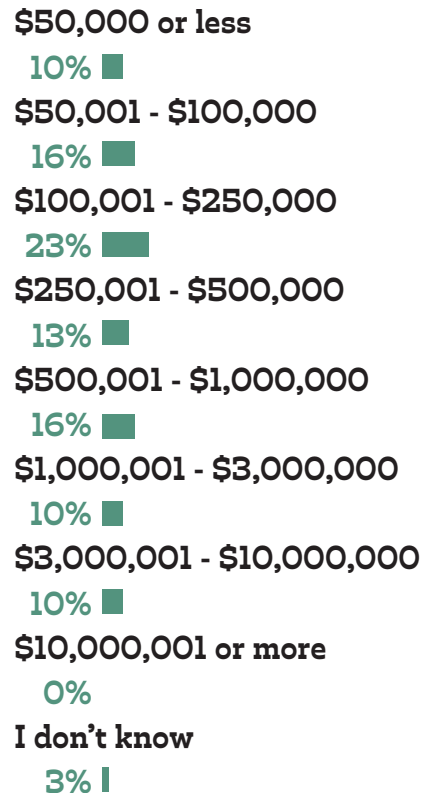 $50,000 or less
10%
$50,001 - $100,000
16%
$100,001 - $250,000
23%
$250,001 - $500,000
13%
$500,001 - $1,000,000
16%
$1,000,001 - $3,000,000
10%
$3,000,001 - $10,000,000
10%
$10,000,001 or more
0%
I don’t know
3%